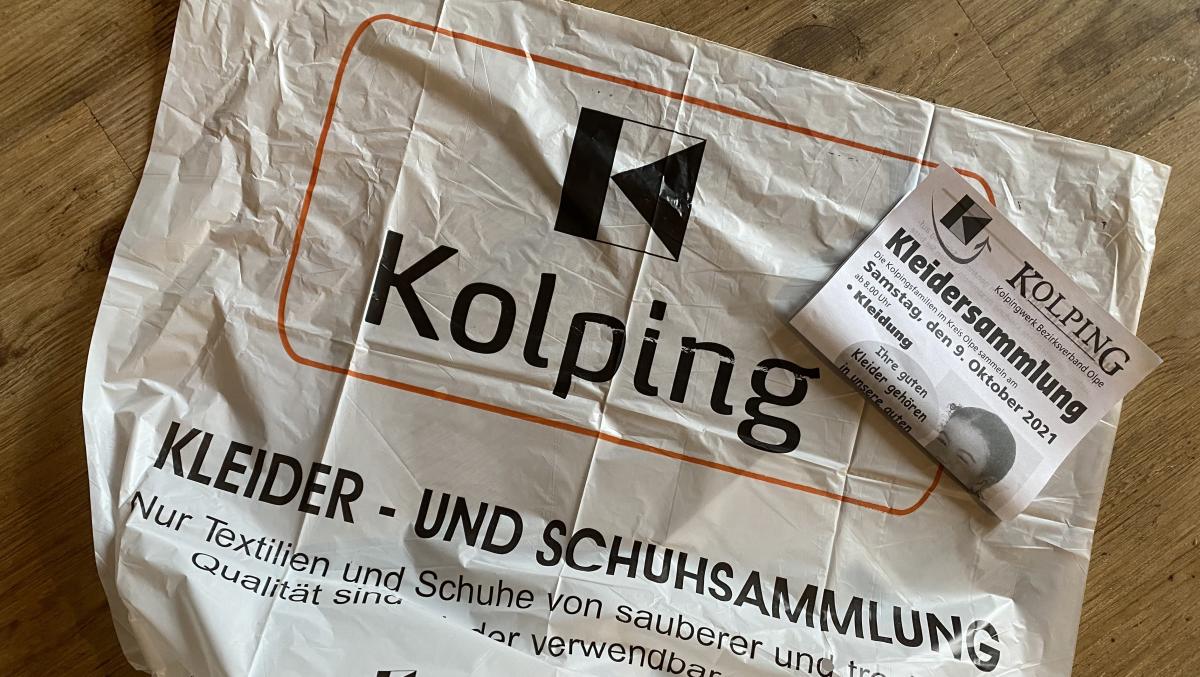 Kolping
KLEIDER - UND SCHUHSAMMLUNG
Nur Textilien und Schuhe von sauberer und
Qualität sind der verwendbar
KOLPING
Kolpingwerk Bezirksverband Olpe
Kleidersammlung
Die Kolpingsfamilien im Kreis Olpe sammeln am
Samstag, den 9. Oktober 2021
ab 8.00 Uhr
• Kleidung
Ihre guten
Kleider gehören
in unsere guten